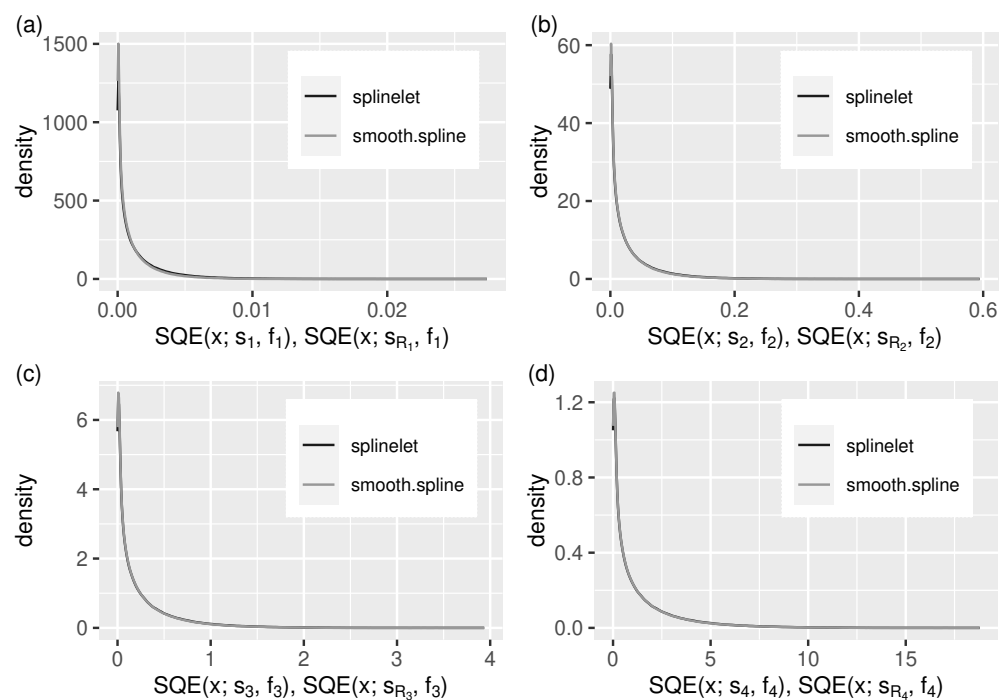 (a)
1500
1000
500
0
density
splinelet
smooth.spline
0.00
0.01
0.02
SQE(x; s₁, f₁), SQE(x; s_R₁, f₁)
(b)
60
40
20
0
density
splinelet
smooth.spline
0.0
0.2
0.4
0.6
SQE(x; s₂, f₂), SQE(x; s_R₂, f₂)
(c)
6
4
2
0
density
splinelet
smooth.spline
0
1
2
3
4
SQE(x; s₃, f₃), SQE(x; s_R₃, f₃)
(d)
1.2
0.8
0.4
0.0
density
splinelet
smooth.spline
0
5
10
15
SQE(x; s₄, f₄), SQE(x; s_R₄, f₄)